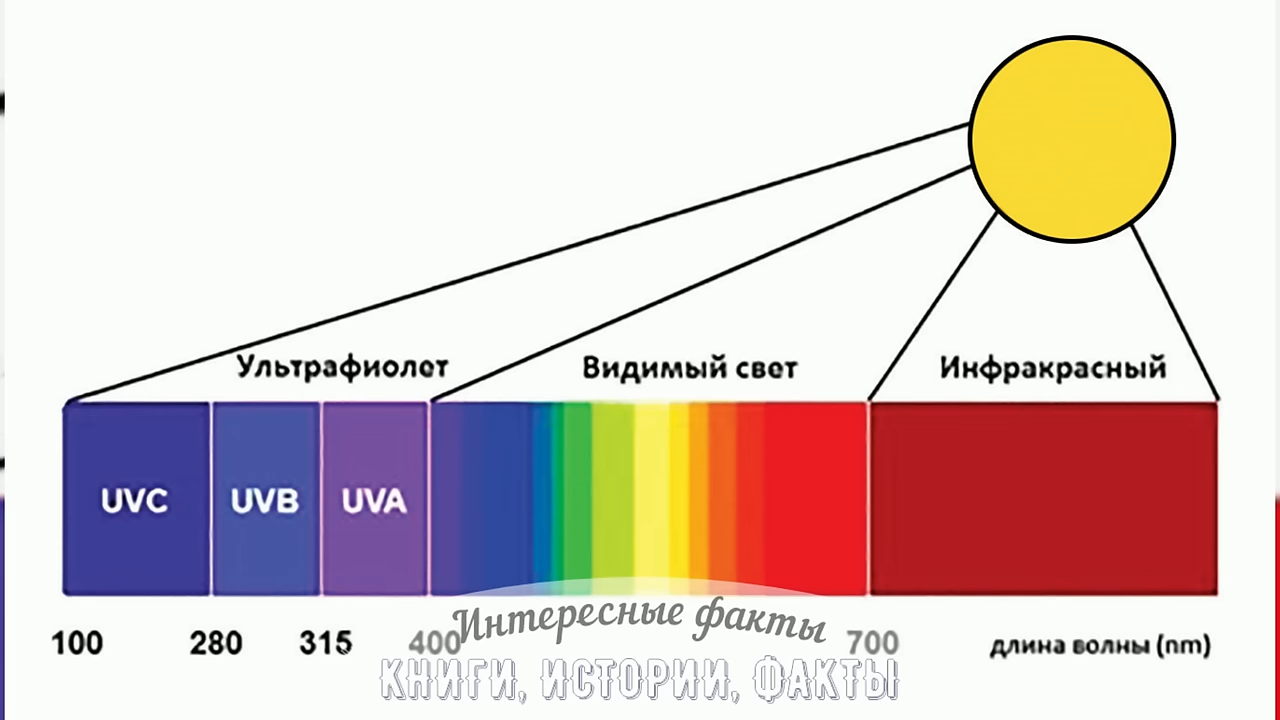 Ультрафиолет Видимый свет Инфракрасный
UVC UVB UVA
100 280 315 400 700 длина волны (nm)
Интересные факты
КНИГИ, ИСТОРИИ, ФАКТЫ